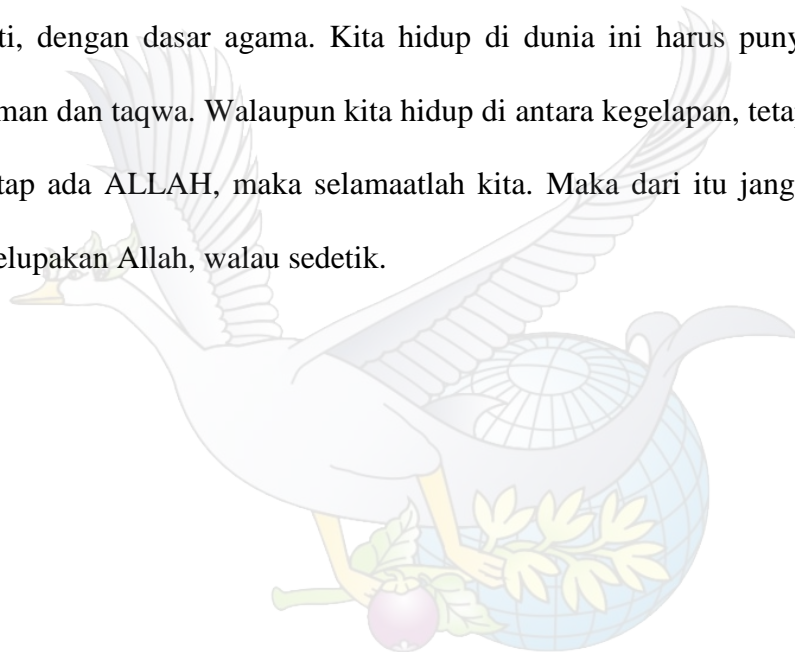 ti, dengan dasar agama. Kita hidup di dunia ini harus puny
man dan taqwa. Walaupun kita hidup di antara kegelapan, teta
tap ada ALLAH, maka selamaatlah kita. Maka dari itu jang
elupakan Allah, walau sedetik.